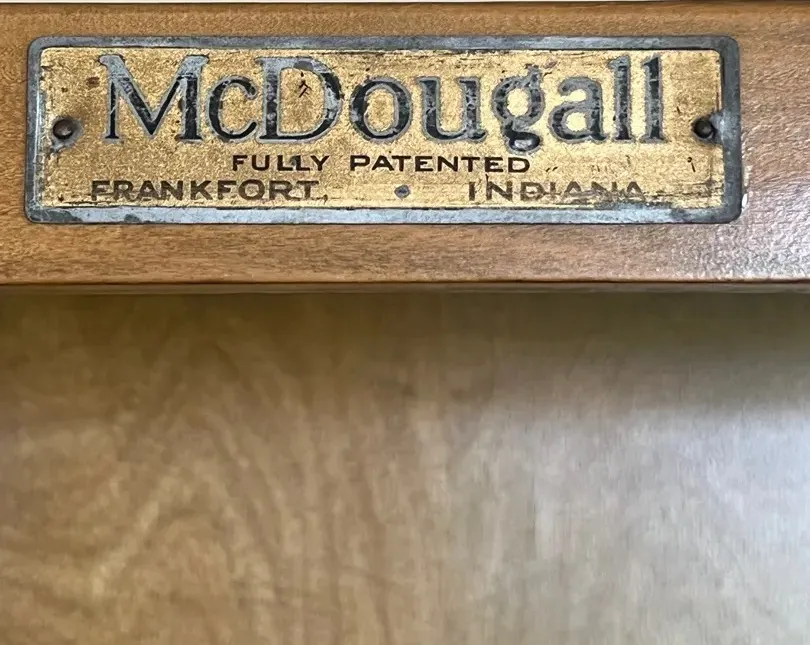 McDougall
FULLY PATENTED
FRANKFORT, • INDIANA